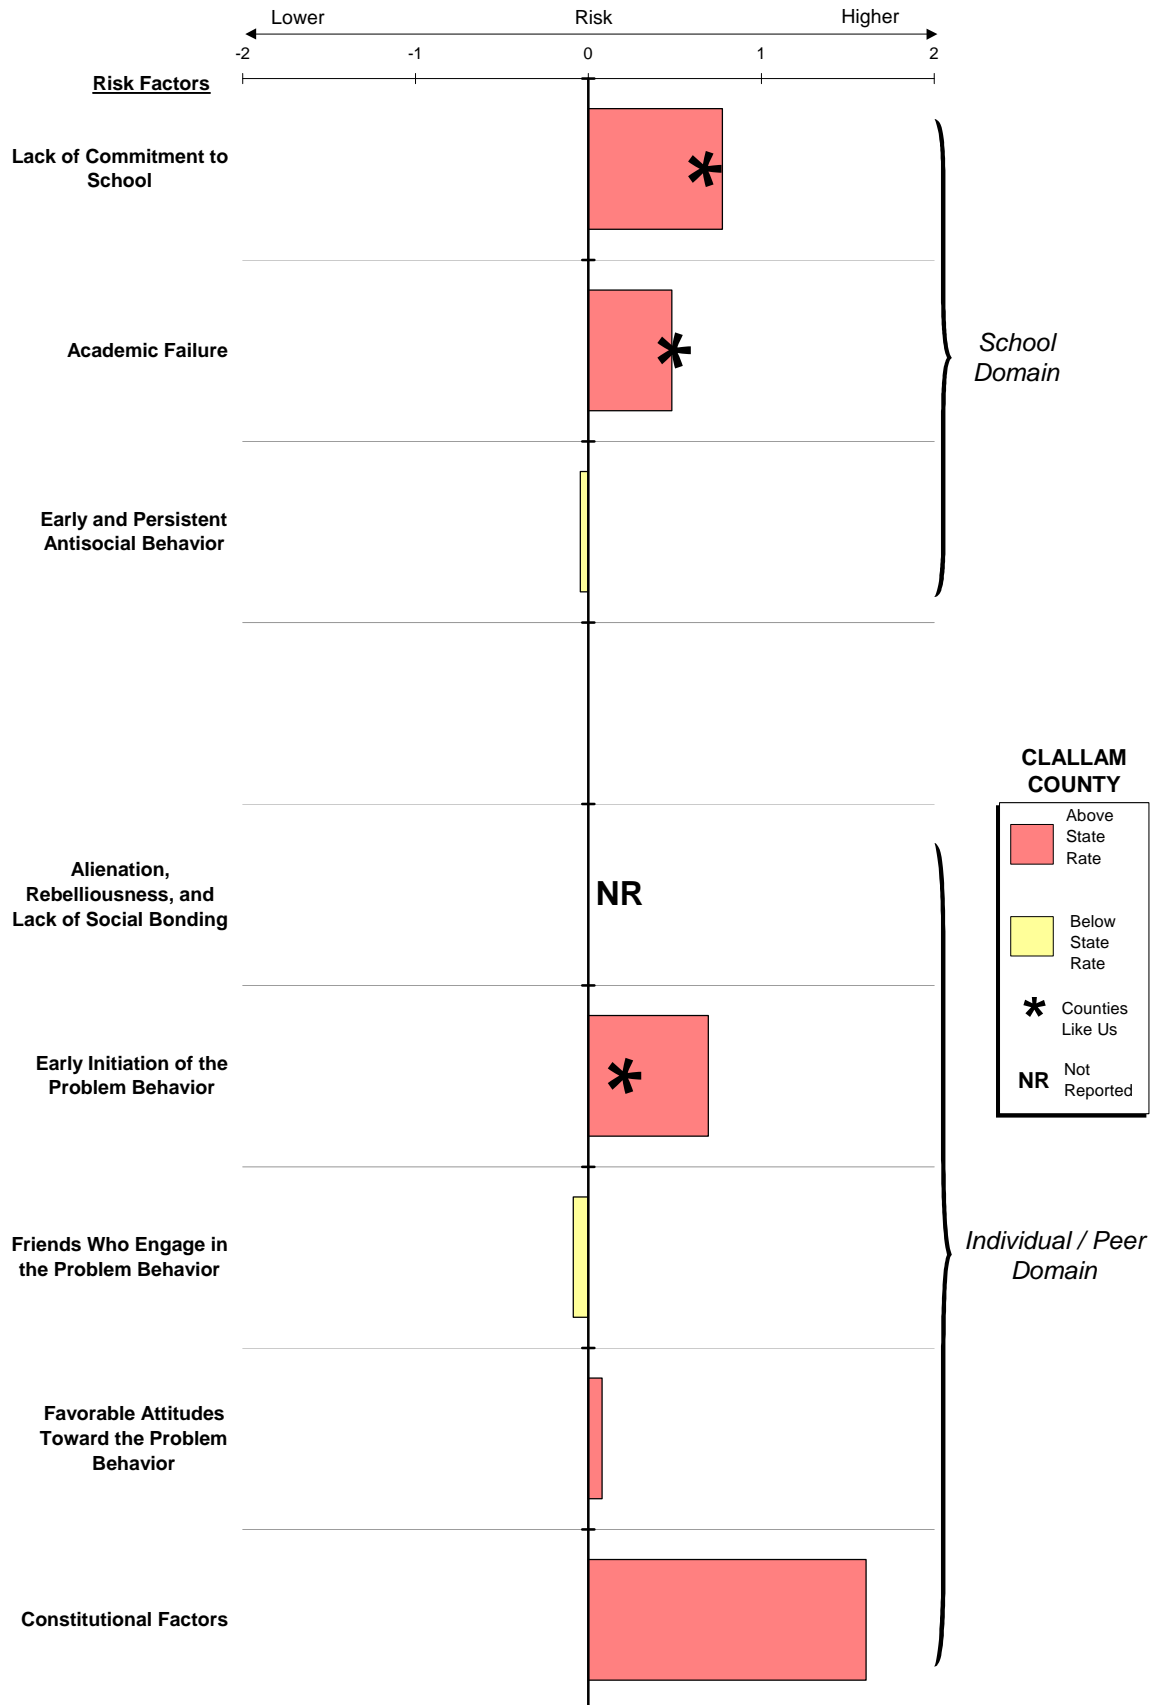 Lower Risk Higher
-2 -1 0 1 2
Risk Factors
Lack of Commitment to
School
*
Academic Failure
*
School
Domain
Early and Persistent
Antisocial Behavior
CLALLAM
COUNTY
Above
State
Rate
Below
State
Rate
* Counties
Like Us
NR Not
Reported
Alienation,
Rebelliousness, and
Lack of Social Bonding
NR
Early Initiation of the
Problem Behavior
*
Friends Who Engage in
the Problem Behavior
Individual / Peer
Domain
Favorable Attitudes
Toward the Problem
Behavior
Constitutional Factors